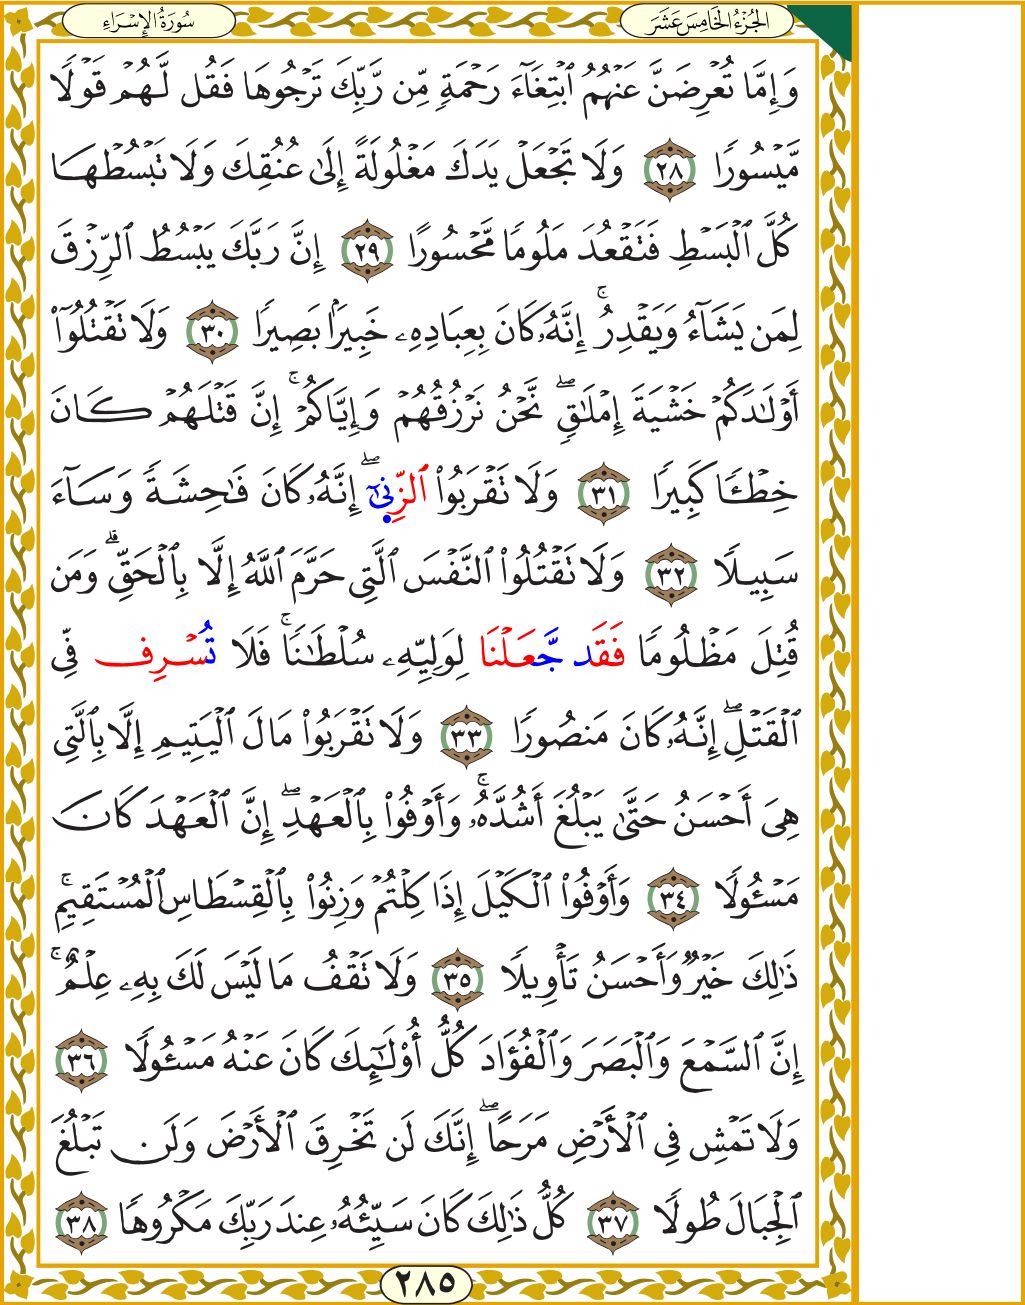 سُورَةُ الإِسْرَاءِ
الجُزْءُ الخَامِسَ عَشَرَ
وَإِمَّا تُعْرِضَنَّ عَنْهُمُ ٱبْتِغَآءَ رَحْمَةٖ مِّن رَّبِّكَ تَرْجُوهَا فَقُل لَّهُمْ قَوْلٗا
مَّيْسُورٗا ٢٨ وَلَا تَجْعَلْ يَدَكَ مَغْلُولَةً إِلَىٰ عُنُقِكَ وَلَا تَبْسُطْهَا
كُلَّ ٱلْبَسْطِ فَتَقْعُدَ مَلُومٗا مَّحْسُورًا ٢٩ إِنَّ رَبَّكَ يَبْسُطُ ٱلرِّزْقَ
لِمَن يَشَآءُ وَيَقْدِرُۚ إِنَّهُۥ كَانَ بِعِبَادِهِۦ خَبِيرَۢا بَصِيرٗا ٣٠ وَلَا تَقْتُلُوٓا۟
أَوْلَـٰدَكُمْ خَشْيَةَ إِمْلَـٰقٖۖ نَّحْنُ نَرْزُقُهُمْ وَإِيَّاكُمْۚ إِنَّ قَتْلَهُمْ كَانَ
خِطْـٔٗا كَبِيرٗا ٣١ وَلَا تَقْرَبُوا۟ ٱلزِّنَىٰٓۖ إِنَّهُۥ كَانَ فَـٰحِشَةٗ وَسَآءَ
سَبِيلٗا ٣٢ وَلَا تَقْتُلُوا۟ ٱلنَّفْسَ ٱلَّتِى حَرَّمَ ٱللَّهُ إِلَّا بِٱلْحَقِّۗ وَمَن
قُتِلَ مَظْلُومٗا فَقَد جَّعَلْنَا لِوَلِيِّهِۦ سُلْطَـٰنٗاۚ فَلَا تُسْرِف فِّى
ٱلْقَتْلِۖ إِنَّهُۥ كَانَ مَنصُورٗا ٣٣ وَلَا تَقْرَبُوا۟ مَالَ ٱلْيَتِيمِ إِلَّا بِٱلَّتِى
هِىَ أَحْسَنُ حَتَّىٰ يَبْلُغَ أَشُدَّهُۥۚ وَأَوْفُوا۟ بِٱلْعَهْدِۖ إِنَّ ٱلْعَهْدَ كَانَ
مَسْـُٔولٗا ٣٤ وَأَوْفُوا۟ ٱلْكَيْلَ إِذَا كِلْتُمْ وَزِنُوا۟ بِٱلْقِسْطَاسِ ٱلْمُسْتَقِيمِۚ
ذَٰلِكَ خَيْرٞ وَأَحْسَنُ تَأْوِيلٗا ٣٥ وَلَا تَقْفُ مَا لَيْسَ لَكَ بِهِۦ عِلْمٌۚ
إِنَّ ٱلسَّمْعَ وَٱلْبَصَرَ وَٱلْفُؤَادَ كُلُّ أُو۟لَـٰٓئِكَ كَانَ عَنْهُ مَسْـُٔولٗا ٣٦
وَلَا تَمْشِ فِى ٱلْأَرْضِ مَرَحًاۖ إِنَّكَ لَن تَخْرِقَ ٱلْأَرْضَ وَلَن تَبْلُغَ
ٱلْجِبَالَ طُولٗا ٣٧ كُلُّ ذَٰلِكَ كَانَ سَيِّئُهُۥ عِندَ رَبِّكَ مَكْرُوهٗا ٣٨
٢٨٥